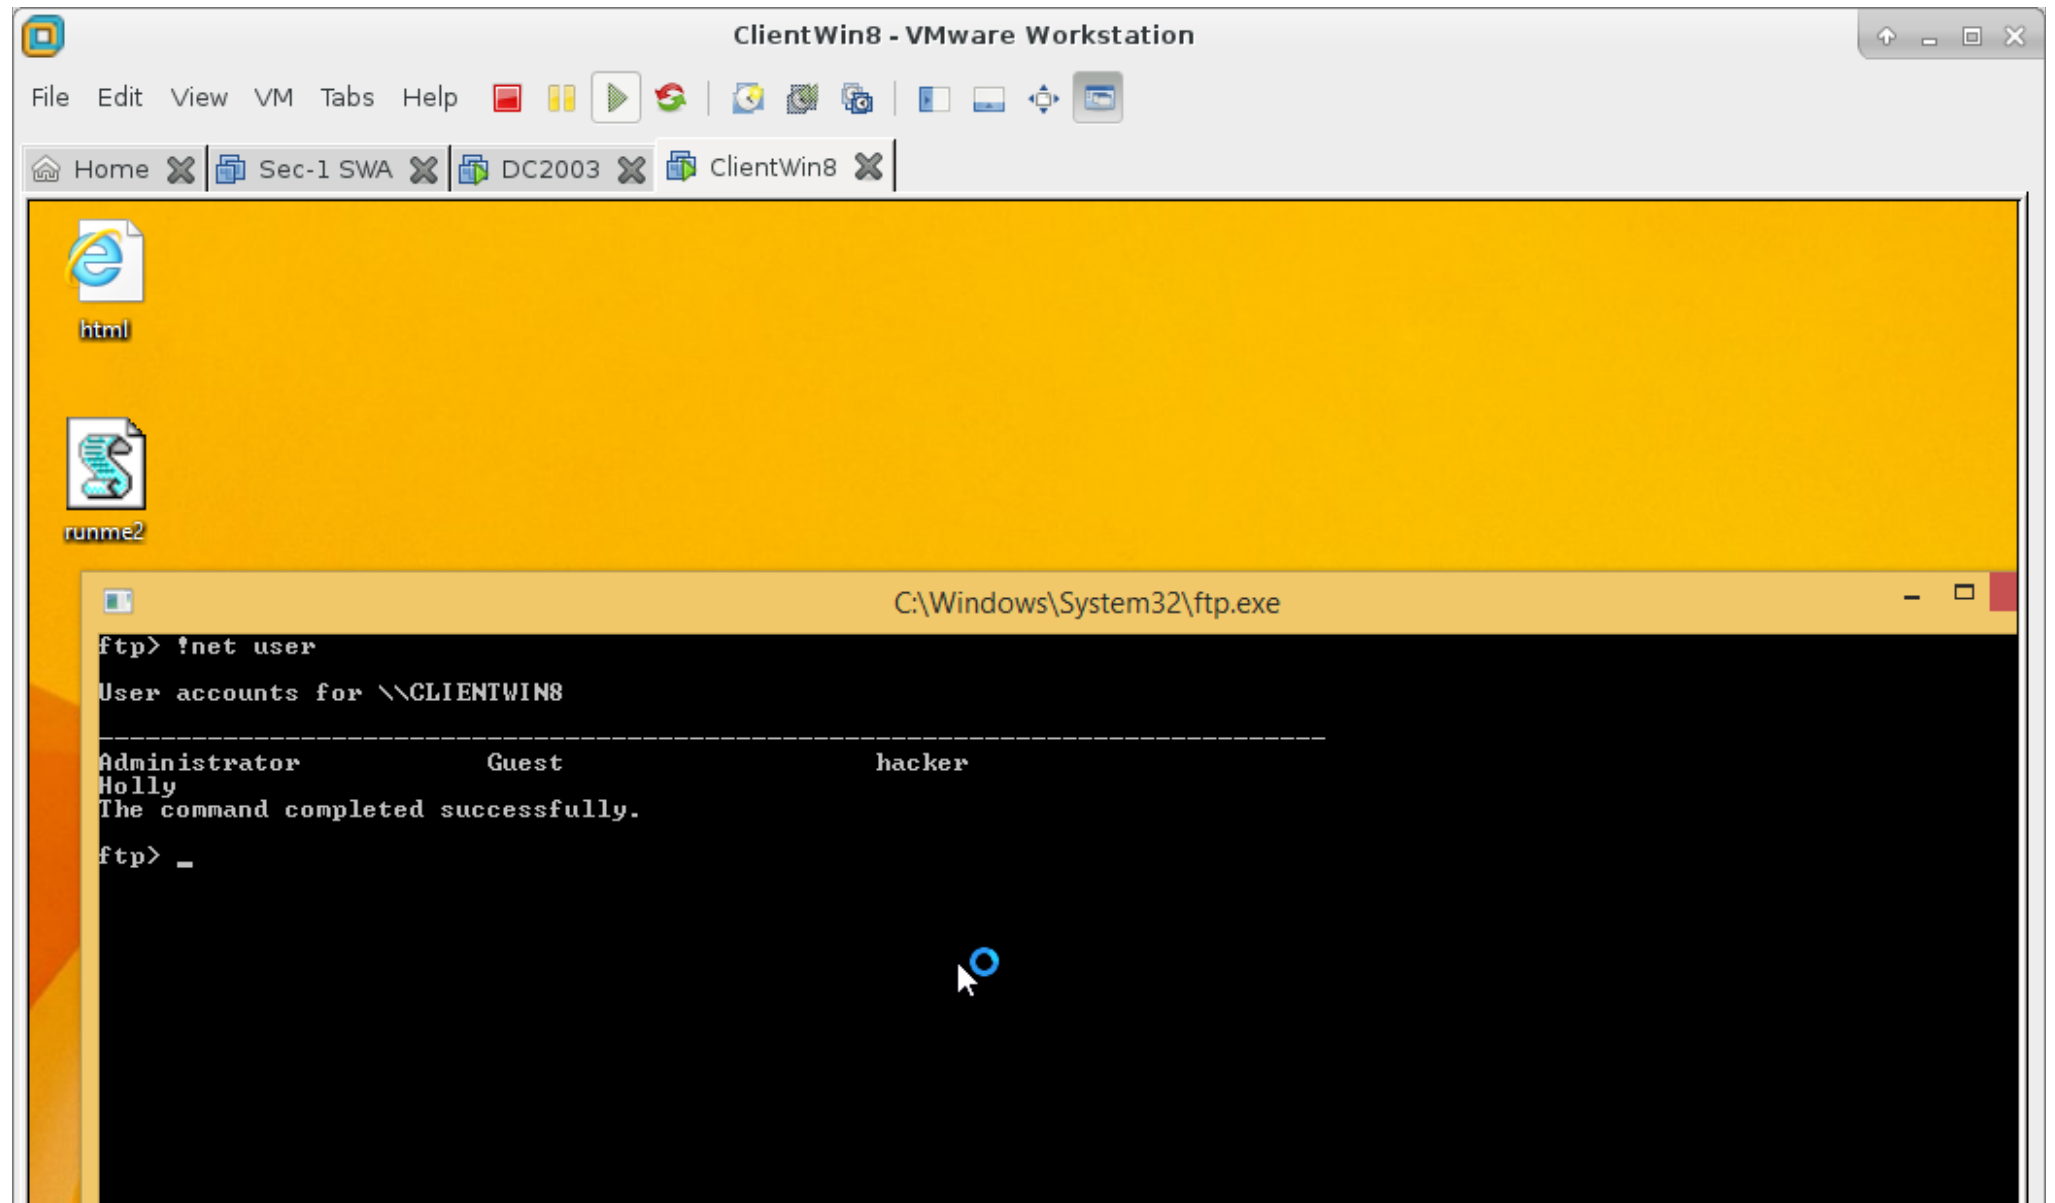 ClientWin8 - VMware Workstation
File Edit View VM Tabs Help
Home Sec-1 SWA DC2003 ClientWin8
html
runme2
C:\Windows\System32\ftp.exe
ftp> !net user
User accounts for \\CLIENTWIN8
-------------------------------------------------------------------------------
Administrator Guest hacker
Holly
The command completed successfully.
ftp> _